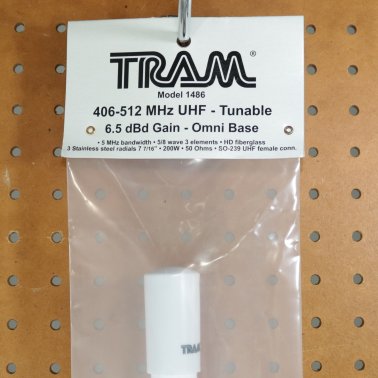 TRAM®
Model 1486
406-512 MHz UHF - Tunable
6.5 dBd Gain - Omni Base
• 5 MHz bandwidth • 5/8 wave 3 elements • HD fiberglass
3 Stainless steel radials 7 7/16" • 200W • 50 Ohms • SO-239 UHF female conn.
TRAM